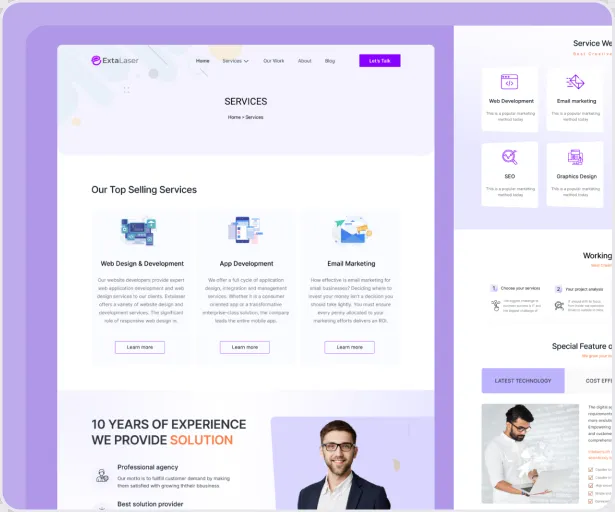 ExtaLaser
Home Services Our Work About Blog Let's Talk
SERVICES
Home > Services
Our Top Selling Services
Web Design & Development
Our website developers provide expert
web application development and web
design services to our clients. Extalaser
offers a variety of website design and
development services. The significant
role of responsive web design in.
Learn more
App Development
We offer a full cycle of application
design, integration and management
services. Whether it is a consumer
oriented app or a transformative
enterprise-class solution, the company
leads the entire mobile app.
Learn more
Email Marketing
How effective is email marketing for
small businesses? Deciding where to
invest your money isn't a decision you
should take lightly. You must ensure
every penny allocated to your
marketing efforts delivers an ROI.
Learn more
10 YEARS OF EXPERIENCE
WE PROVIDE SOLUTION
Professional agency
Our works is to fulfill customer demand by making
them satisfied with growing ththeir ibusiness.
Best solution provider
Service We
Best Creative
Web Development
This is a popular marketing
method today
Email marketing
This is a popular marketing
method today
SEO
This is a popular marketing
method today
Graphics Design
This is a popular marketing
method today
Working
1 Choose your services
2 Your project analysis
Special Feature o
We give your
LATEST TECHNOLOGY
COST EFF
The digital a
requirements
Engineering
and custome